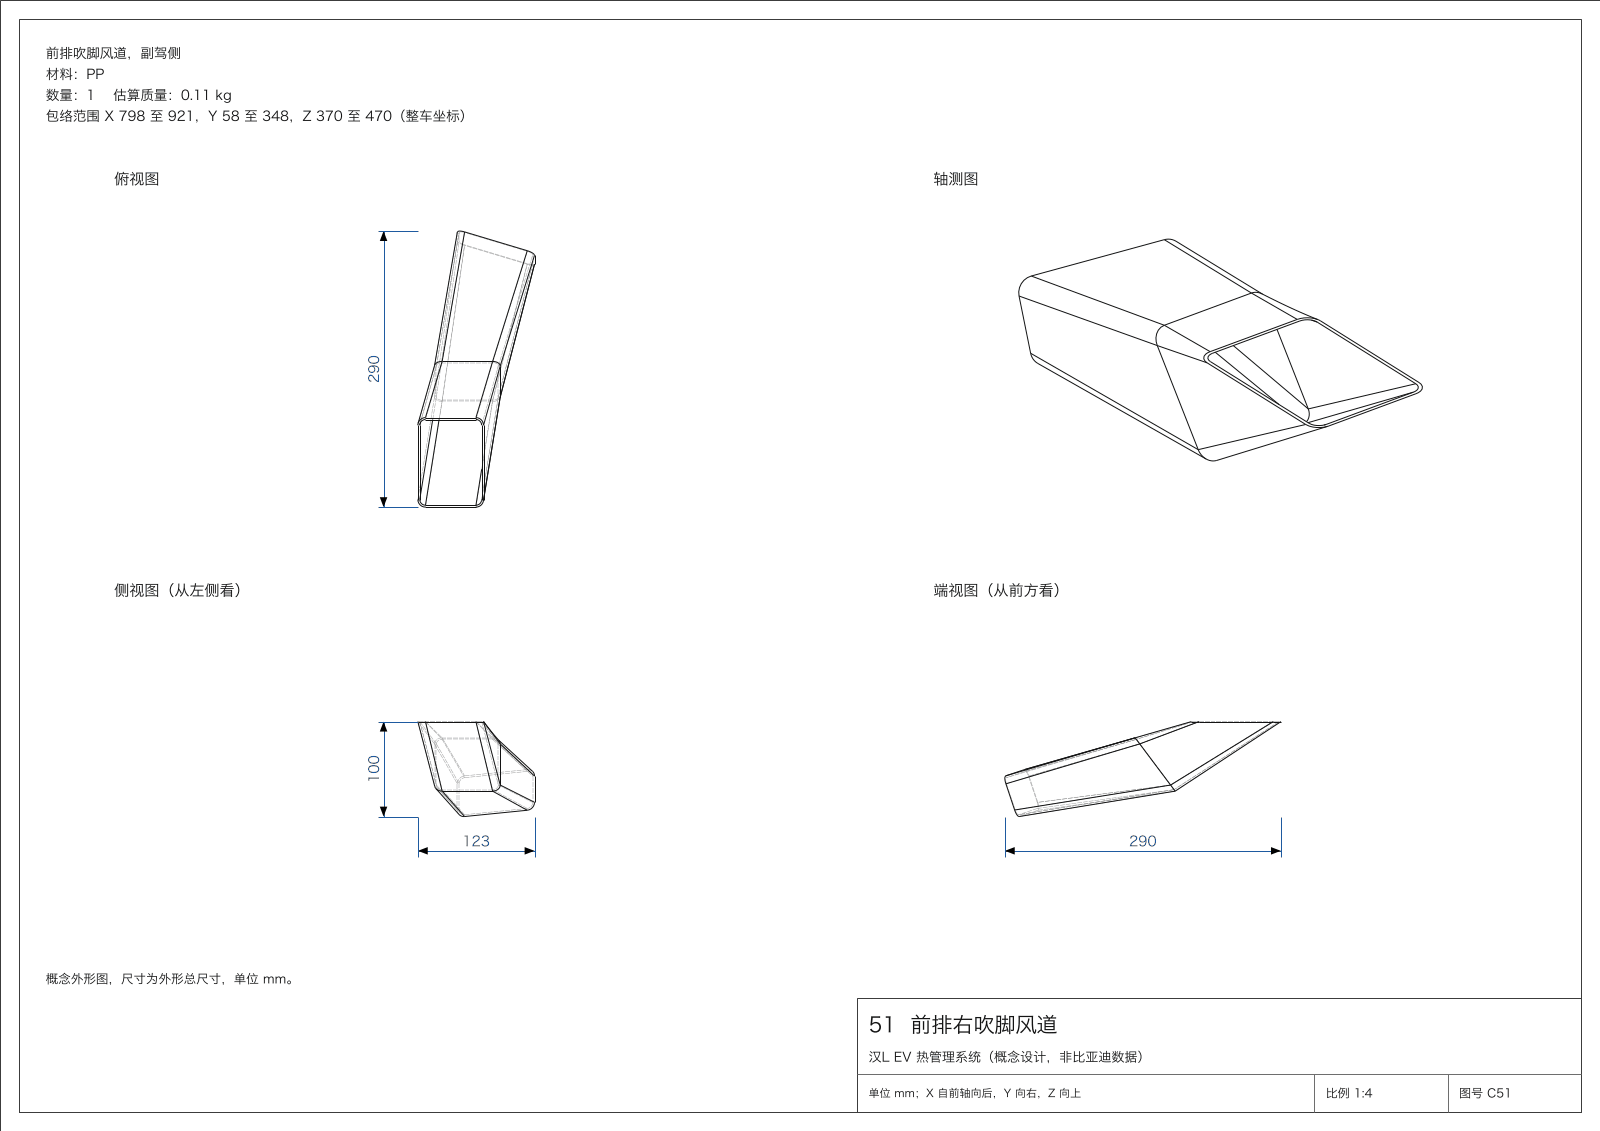 前排吹脚风道，副驾侧
材料：PP
数量：1　估算质量：0.11 kg
包络范围 X 798 至 921，Y 58 至 348，Z 370 至 470（整车坐标）
俯视图
轴测图
290
侧视图（从左侧看）
端视图（从前方看）
100
123
290
概念外形图，尺寸为外形总尺寸，单位 mm。
51 前排右吹脚风道
汉L EV 热管理系统（概念设计，非比亚迪数据）
单位 mm；X 自前轴向后，Y 向右，Z 向上
比例 1:4
图号 C51